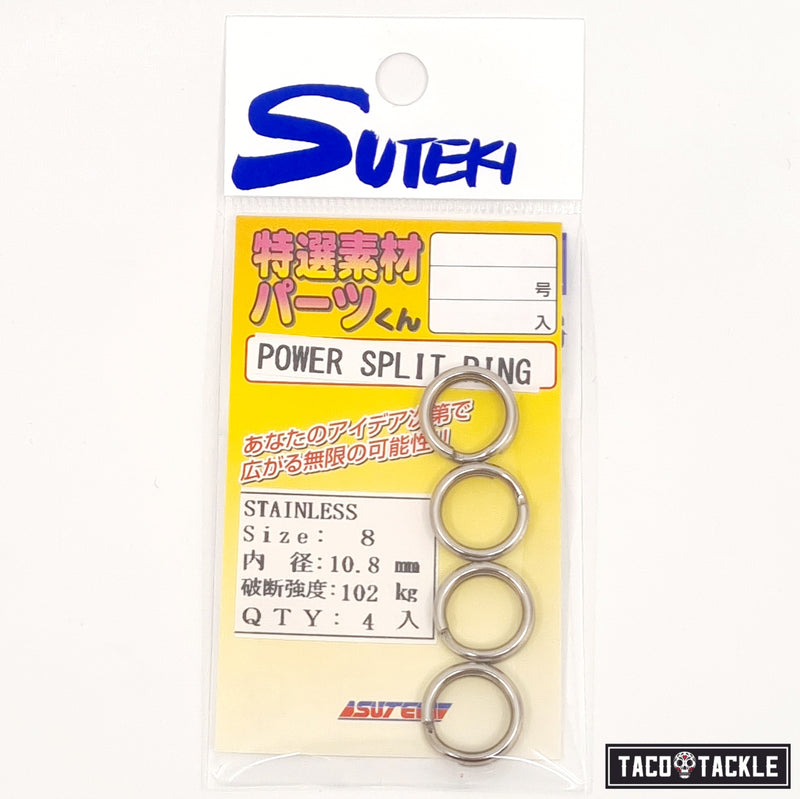 SUTEKI
特選素材
パーツくん
号
入
POWER SPLIT RING
あなたのアイデア次第で
広がる無限の可能性!!
STAINLESS
Size: 8
内 径:10.8 mm
破断強度:102 kg
QTY: 4 入
SUTEKI
TACO TACKLE